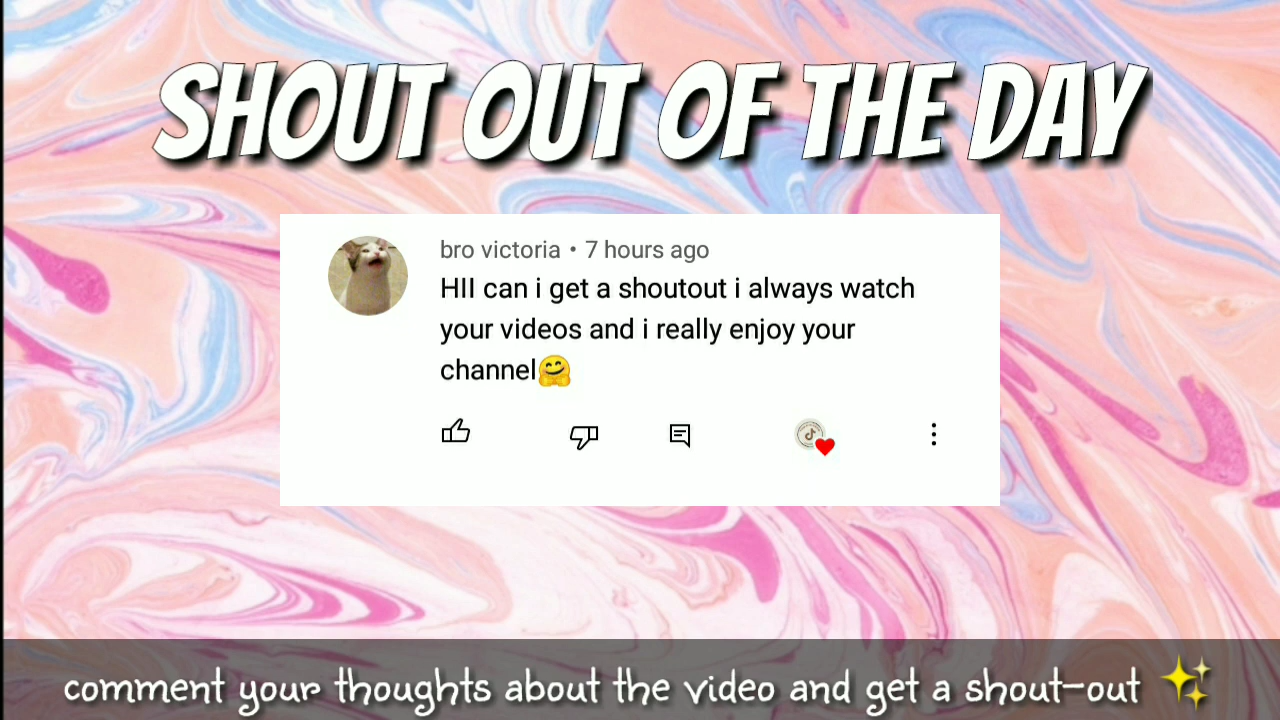 SHOUT OUT OF THE DAY
bro victoria • 7 hours ago
HII can i get a shoutout i always watch
your videos and i really enjoy your
channel🤗
comment your thoughts about the video and get a shout-out ✨